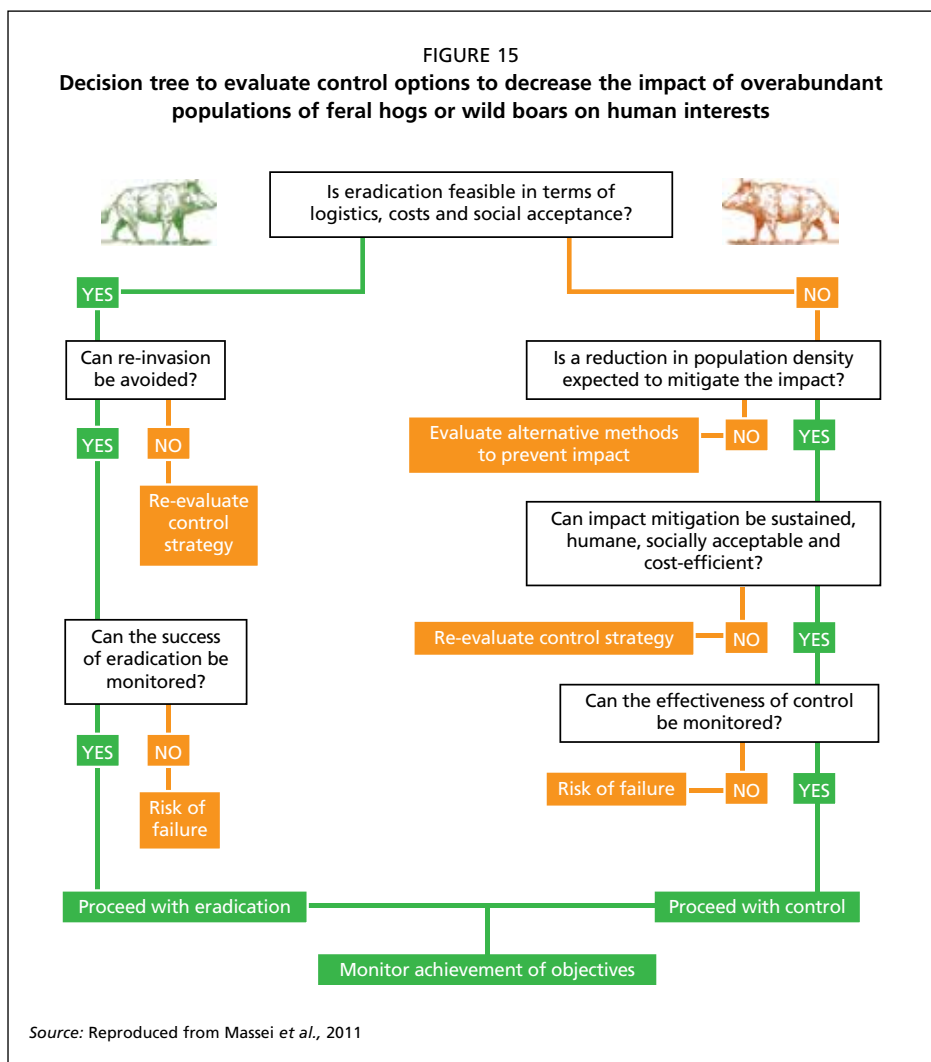 FIGURE 15
Decision tree to evaluate control options to decrease the impact of overabundant
populations of feral hogs or wild boars on human interests
Is eradication feasible in terms of
logistics, costs and social acceptance?
YES
NO
Can re-invasion
be avoided?
YES
NO
Re-evaluate
control
strategy
Can the success
of eradication be
monitored?
YES
NO
Risk of
failure
Proceed with eradication
Is a reduction in population density
expected to mitigate the impact?
Evaluate alternative methods
to prevent impact
NO
YES
Can impact mitigation be sustained,
humane, socially acceptable and
cost-efficient?
Re-evaluate control strategy
NO
YES
Can the effectiveness of control
be monitored?
Risk of failure
NO
YES
Proceed with control
Monitor achievement of objectives
Source: Reproduced from Massei et al., 2011